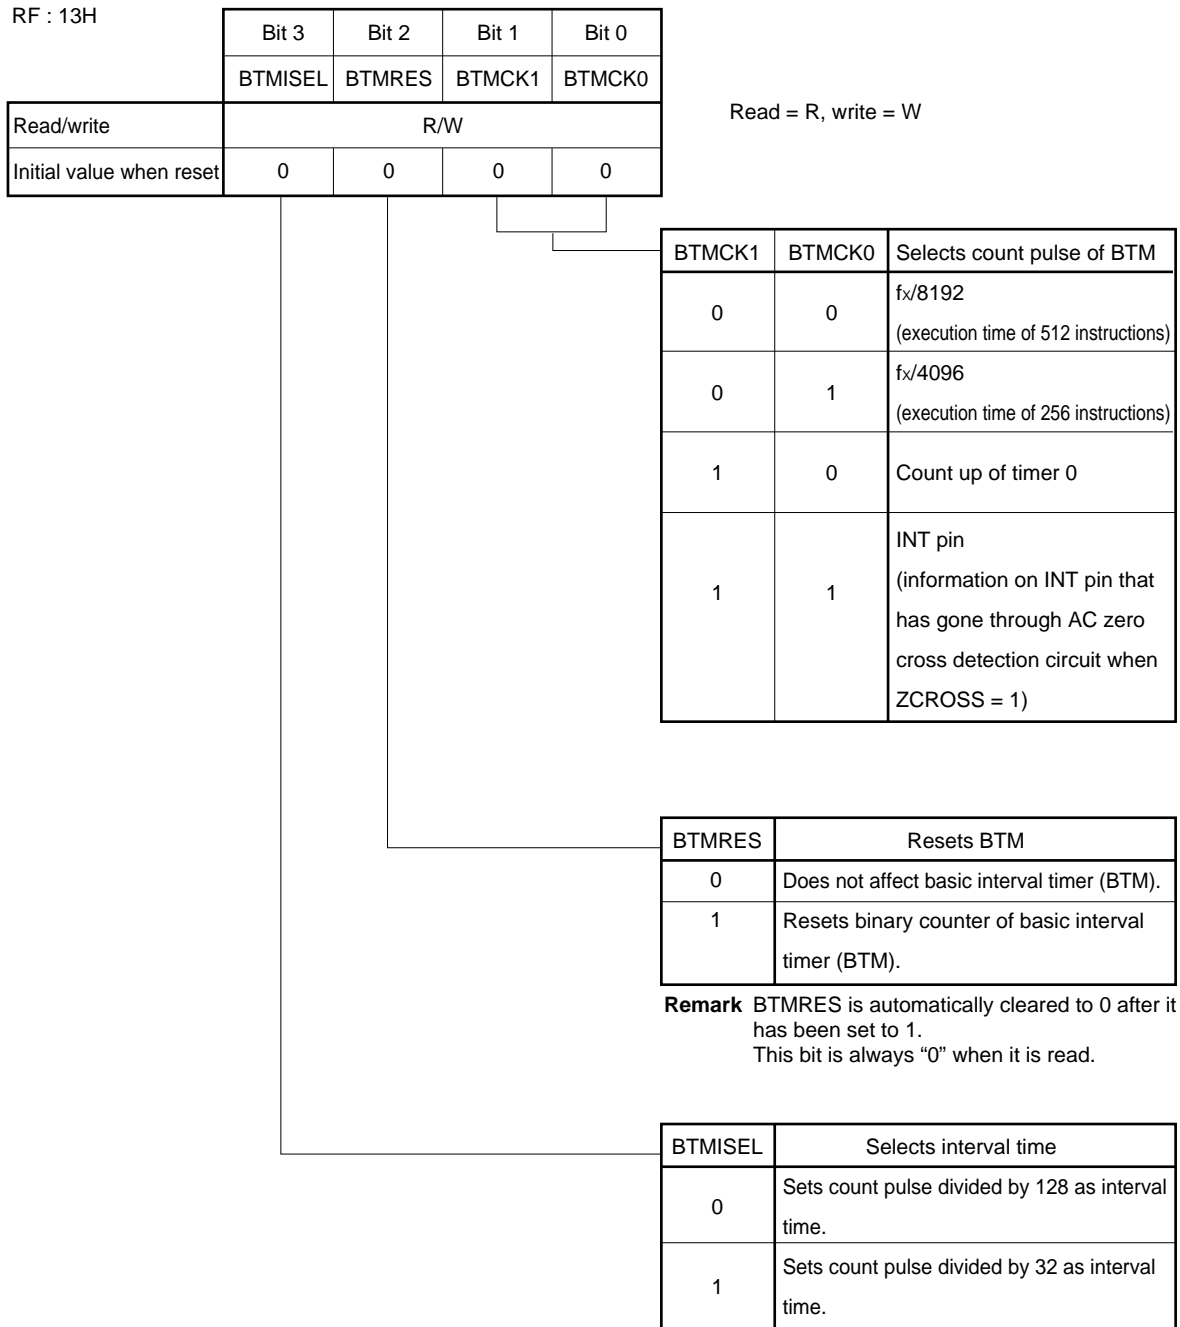 RF : 13H
Bit 3 Bit 2 Bit 1 Bit 0
BTMISEL BTMRES BTMCK1 BTMCK0
Read = R, write = W
Read/write R/W
Initial value when reset 0 0 0 0
BTMCK1 BTMCK0 Selects count pulse of BTM
0 0 fX/8192
(execution time of 512 instructions)
0 1 fX/4096
(execution time of 256 instructions)
1 0 Count up of timer 0
1 1 INT pin
(information on INT pin that
has gone through AC zero
cross detection circuit when
ZCROSS = 1)
BTMRES Resets BTM
0 Does not affect basic interval timer (BTM).
1 Resets binary counter of basic interval
timer (BTM).
Remark BTMRES is automatically cleared to 0 after it
has been set to 1.
This bit is always “0” when it is read.
BTMISEL Selects interval time
0 Sets count pulse divided by 128 as interval
time.
1 Sets count pulse divided by 32 as interval
time.